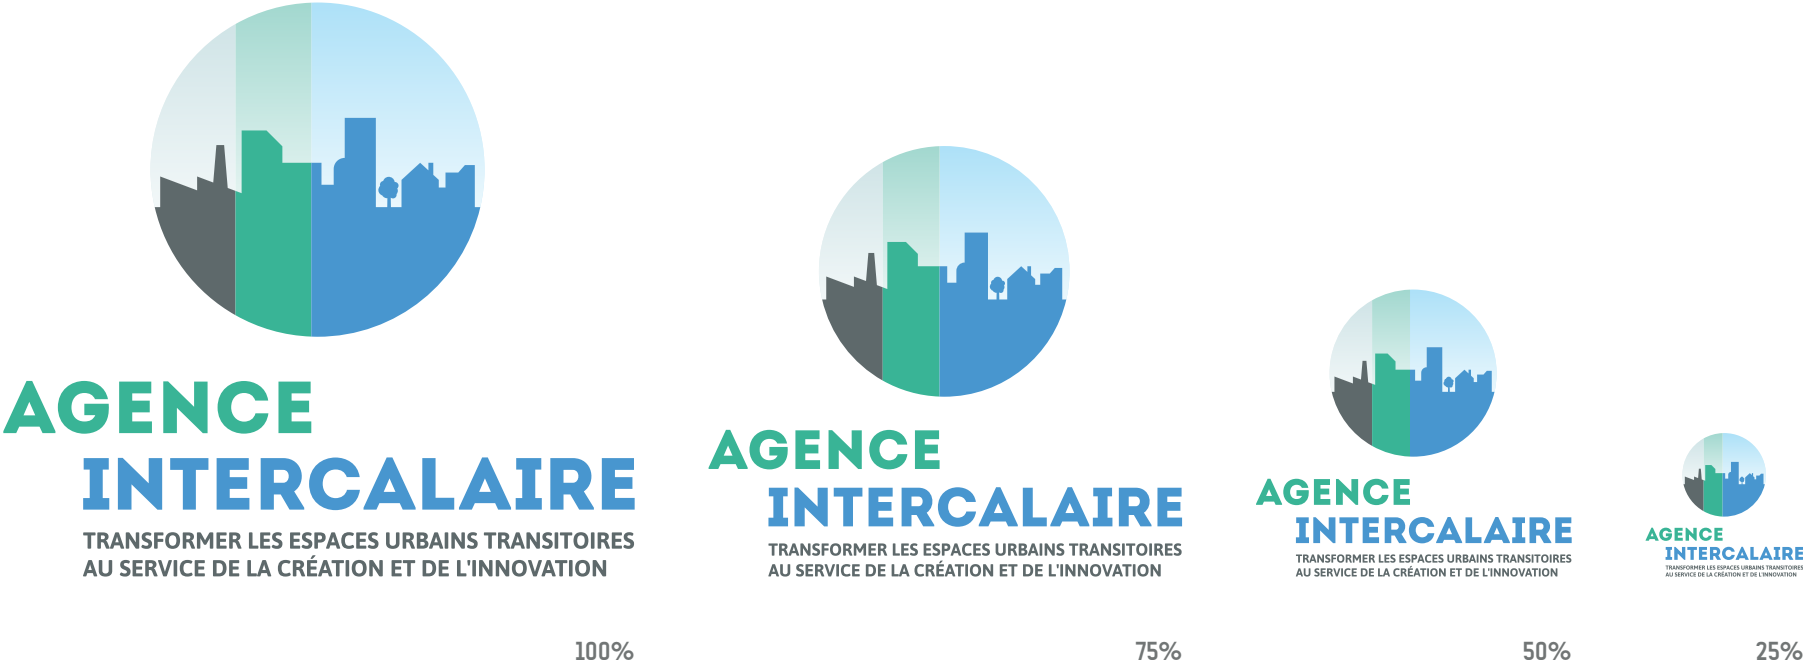 AGENCE
INTERCALAIRE
TRANSFORMER LES ESPACES URBAINS TRANSITOIRES
AU SERVICE DE LA CRÉATION ET DE L'INNOVATION
100%
AGENCE
INTERCALAIRE
TRANSFORMER LES ESPACES URBAINS TRANSITOIRES
AU SERVICE DE LA CRÉATION ET DE L'INNOVATION
75%
AGENCE
INTERCALAIRE
TRANSFORMER LES ESPACES URBAINS TRANSITOIRES
AU SERVICE DE LA CRÉATION ET DE L'INNOVATION
50%
AGENCE
INTERCALAIRE
TRANSFORMER LES ESPACES URBAINS TRANSITOIRES
AU SERVICE DE LA CRÉATION ET DE L'INNOVATION
25%